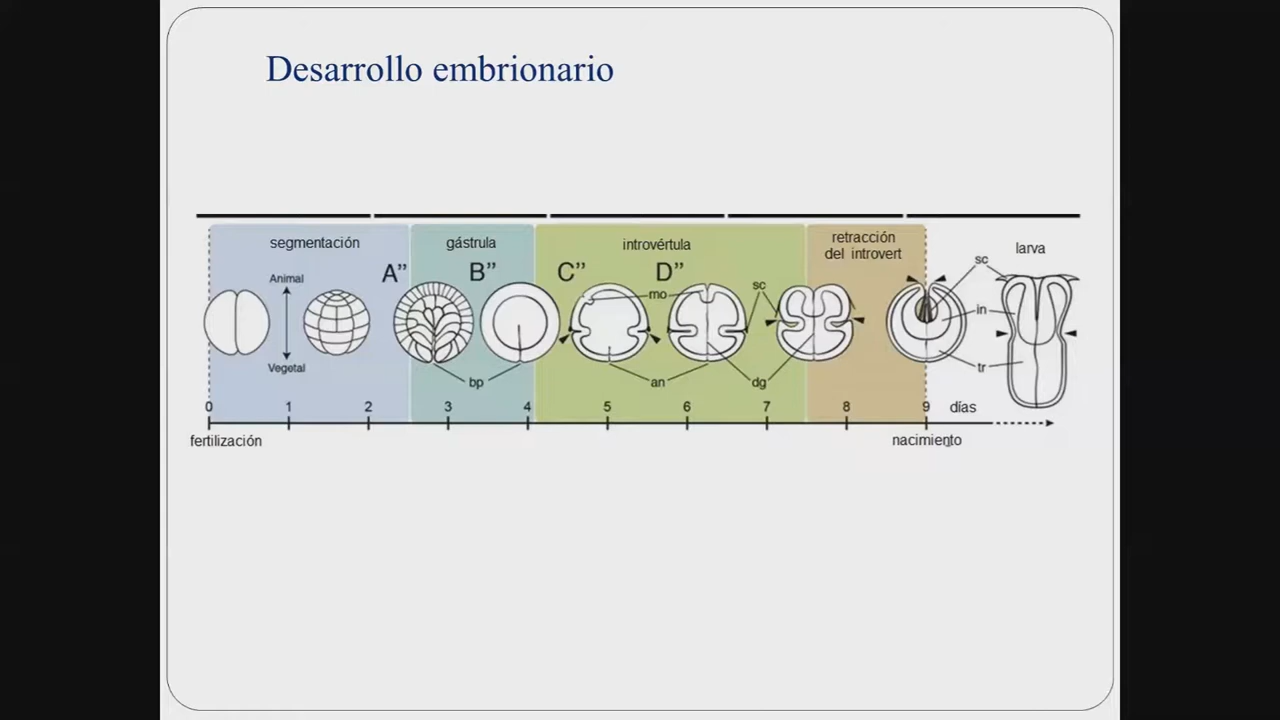 Desarrollo embrionario
segmentación
gástrula
introvértula
retracción
del introvert
larva
A”
B”
C”
D”
Animal
Vegetal
mo
sc
sc
in
tr
bp
an
dg
0 1 2 3 4 5 6 7 8 9 días
fertilización
nacimiento